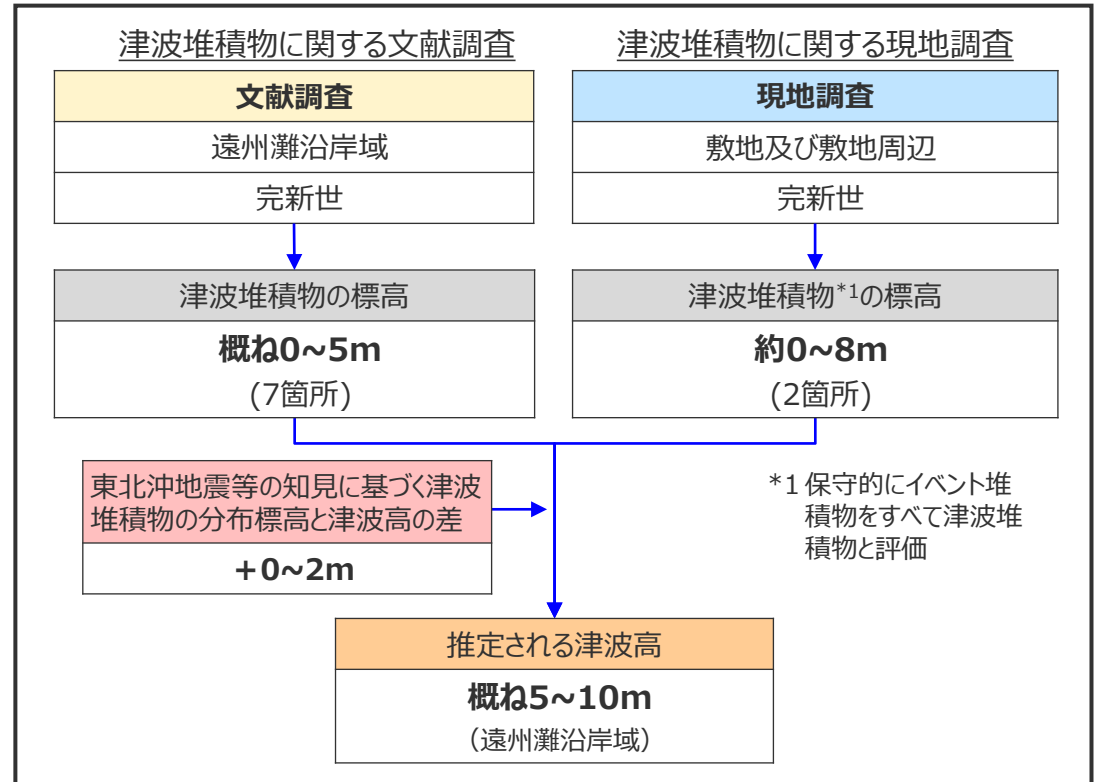 津波堆積物に関する文献調査
文献調査
遠州灘沿岸域
完新世
津波堆積物の標高
概ね0~5m
(7箇所)
津波堆積物に関する現地調査
現地調査
敷地及び敷地周辺
完新世
津波堆積物*1の標高
約0~8m
(2箇所)
東北沖地震等の知見に基づく津波
堆積物の分布標高と津波高の差
+0~2m
*1 保守的にイベント堆
積物をすべて津波堆
積物と評価
推定される津波高
概ね5~10m
(遠州灘沿岸域)